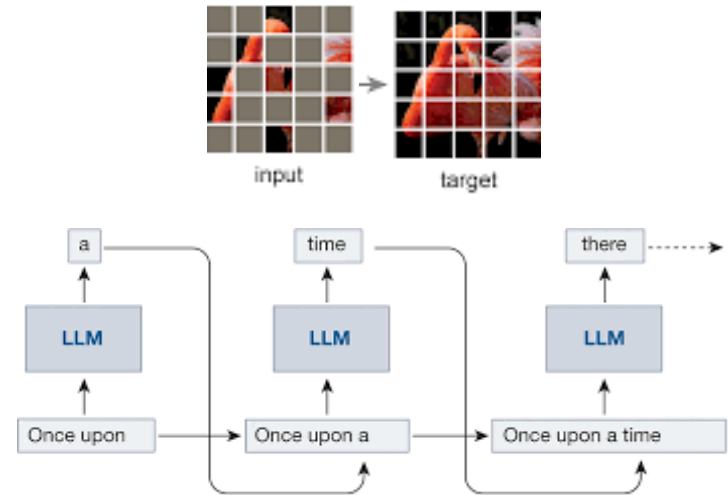 input
target
a
time
there
LLM
LLM
LLM
Once upon
Once upon a
Once upon a time